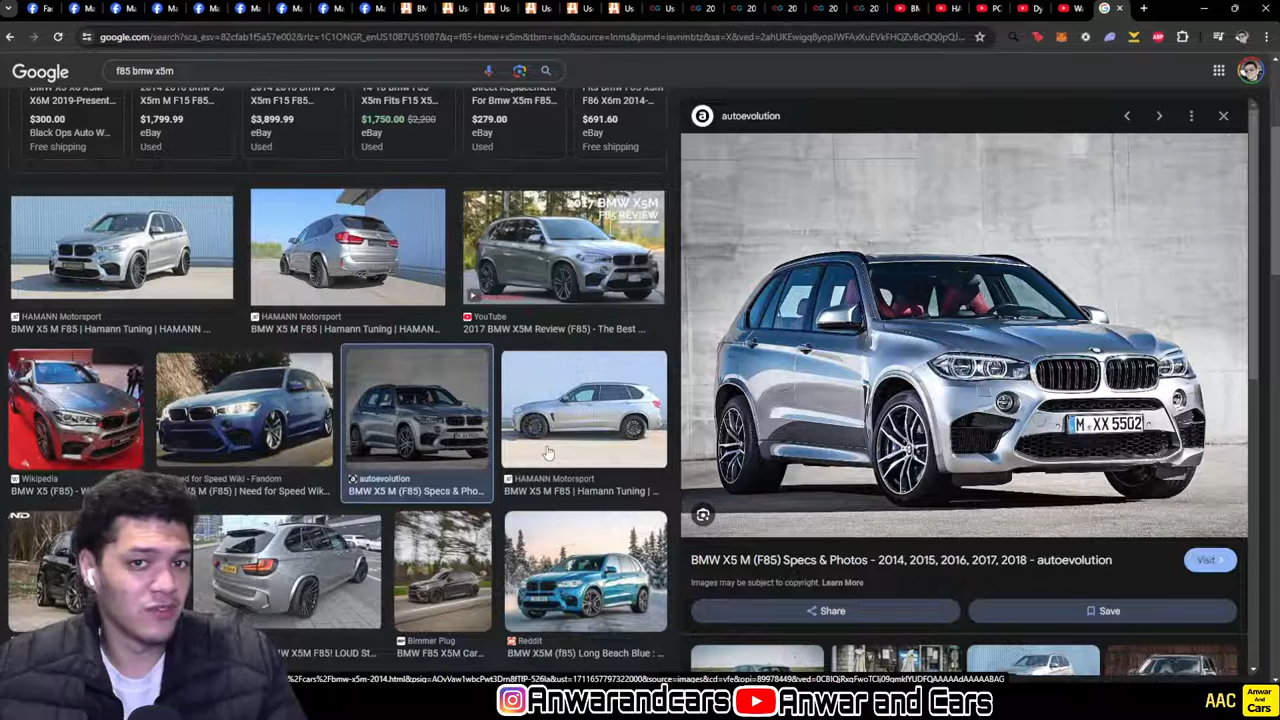 google.com/search?sca_esv=82cfab1f5a57e002&rlz=1C1ONGR_enUS1087US1087&q=f85+bmw+x5m&tbm=isch&source=lnms&prmd=isvnmbtz&sa=X&ved=
Google
f85 bmw x5m
X6M 2019-Present...
$300.00
Black Ops Auto W...
Free shipping
X5m M F15 F85...
$1,799.99
eBay
Used
X5m M F15 F85...
$3,899.99
eBay
Used
X5m Fits F15 X5...
$1,750.00 $2,200
eBay
Used
Direct Replacement
For Bmw X5m F85...
$279.00
eBay
Used
F86 X6m 2014-...
$691.60
eBay
Free shipping
HAMANN Motorsport
BMW X5 M F85 | Hamann Tuning | HAMANN ...
HAMANN Motorsport
BMW X5 M F85 | Hamann Tuning | HAMAN...
2017 BMW X5M
F85 REVIEW
YouTube
2017 BMW X5M Review (F85) - The Best ...
Wikipedia
BMW X5 (F85) - W
Need for Speed Wiki - Fandom
M (F85) | Need for Speed Wiki...
autoevolution
BMW X5 M (F85) Specs & Pho...
HAMANN Motorsport
BMW X5 M F85 | Hamann Tuning | ...
X5M F85! LOUD St...
Bimmer Plug
BMW F85 X5M Car...
Reddit
BMW X5M (f85) Long Beach Blue : ...
a autoevolution
M XX 5502
BMW X5 M (F85) Specs & Photos - 2014, 2015, 2016, 2017, 2018 - autoevolution
Visit
Images may be subject to copyright. Learn More
Share
Save
Anwarandcars
Anwar and Cars
AAC
Anwar
And
Cars